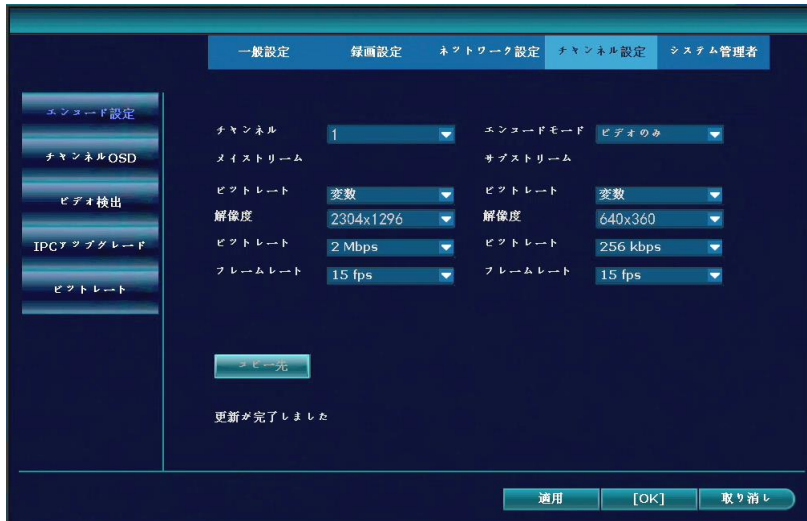 一般設定 録画設定 ネットワーク設定 チャンネル設定 システム管理者
エンコード設定
チャンネルOSD
ビデオ検出
IPCアップグレード
ビットレート
チャンネル 1 エンコードモード ビデオのみ
メイストリーム サブストリーム
ビットレート 変数 ビットレート 変数
解像度 2304x1296 解像度 640x360
ビットレート 2 Mbps ビットレート 256 kbps
フレームレート 15 fps フレームレート 15 fps
コピー先
更新が完了しました
適用 [OK] 取り消し